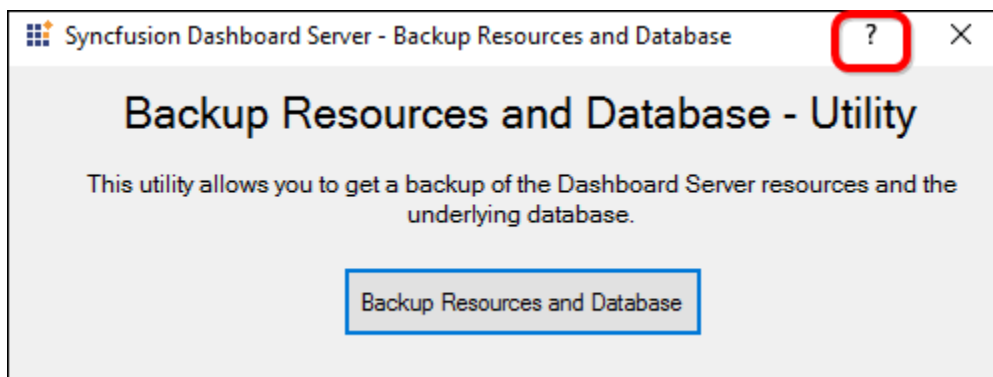 Syncfusion Dashboard Server - Backup Resources and Database ?
Backup Resources and Database - Utility
This utility allows you to get a backup of the Dashboard Server resources and the
underlying database.
Backup Resources and Database